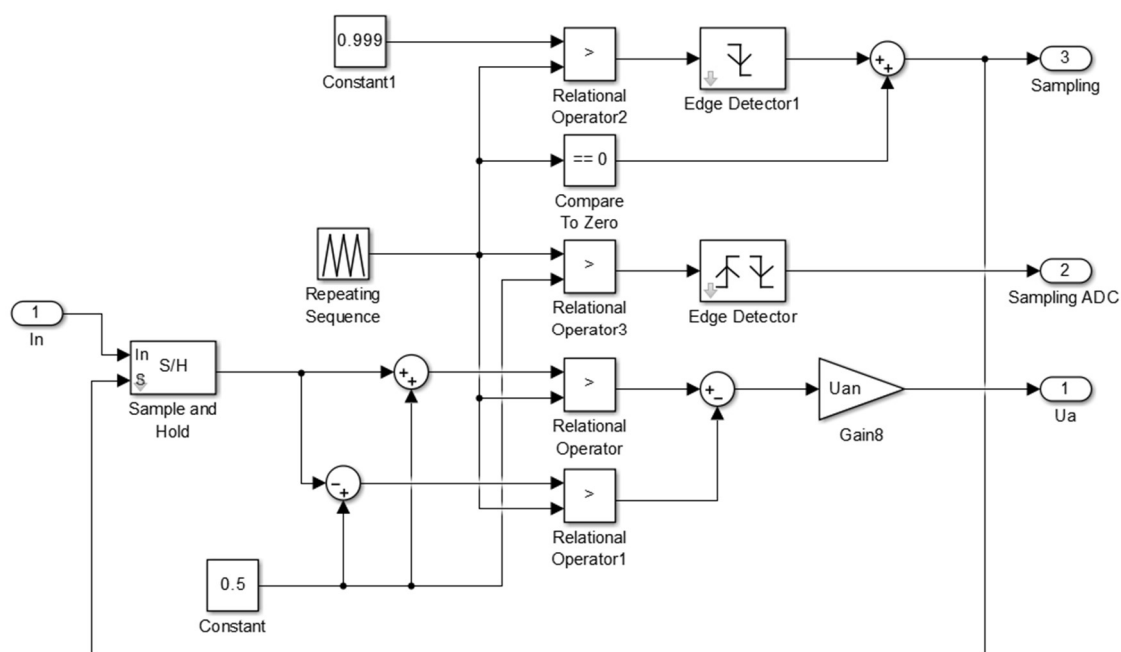 0.999
Constant1
>
Relational
Operator2
Edge Detector1
+
+
3
Sampling
== 0
Compare
To Zero
Repeating
Sequence
>
Relational
Operator3
Edge Detector
2
Sampling ADC
1
In
In
S/H
S
Sample and
Hold
+
+
>
Relational
Operator
+
−
Uan
Gain8
1
Ua
−
+
>
Relational
Operator1
0.5
Constant